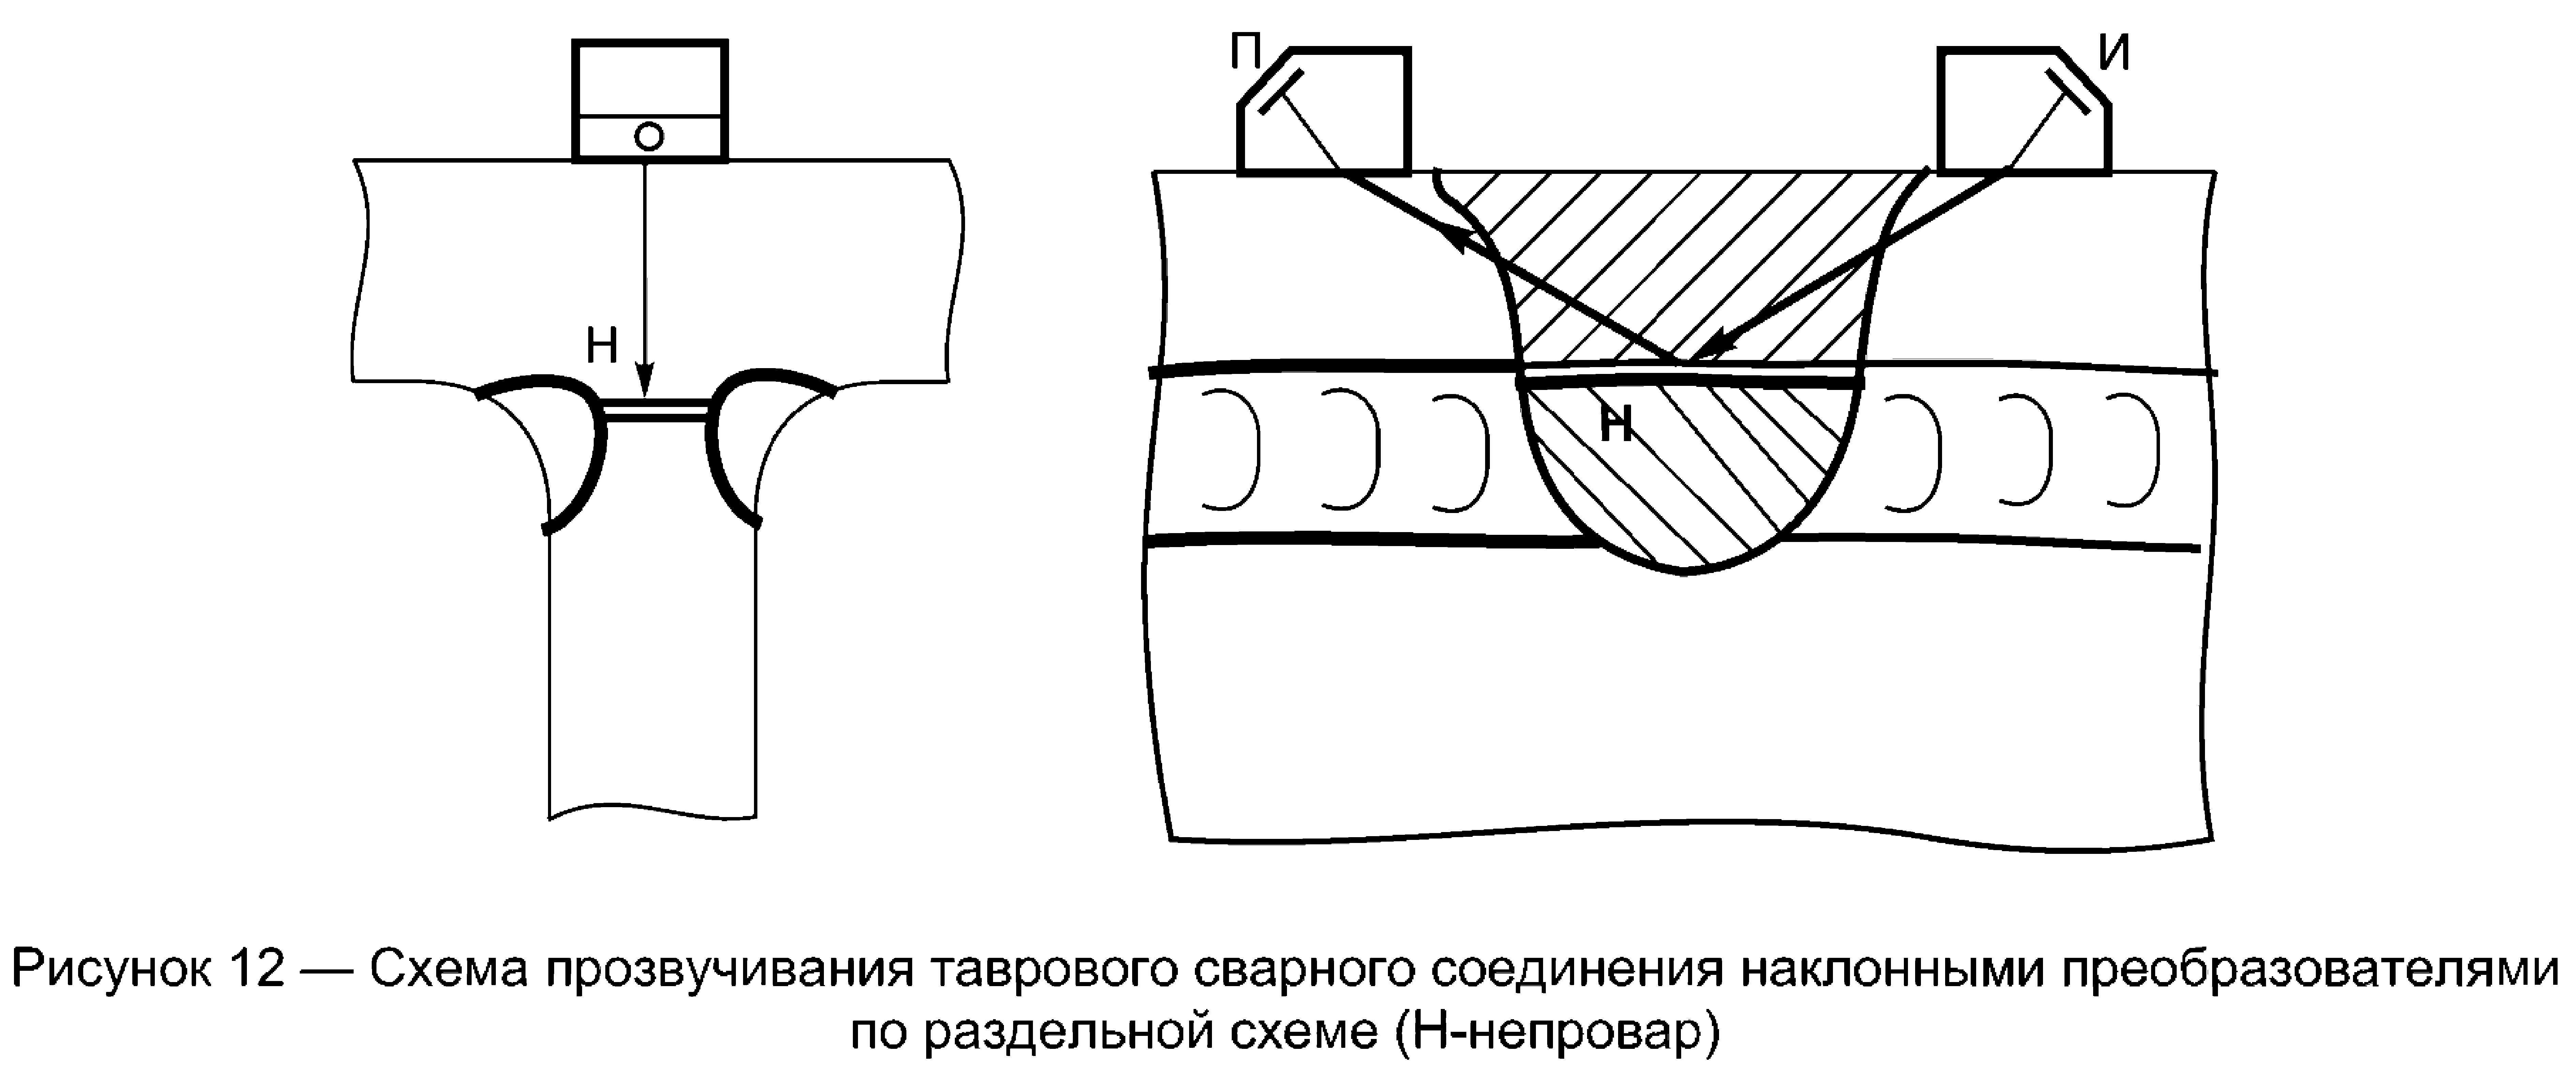 П
И
Н
Н
Рисунок 12 — Схема прозвучивания таврового сварного соединения наклонными преобразователями
по раздельной схеме (Н-непровар)